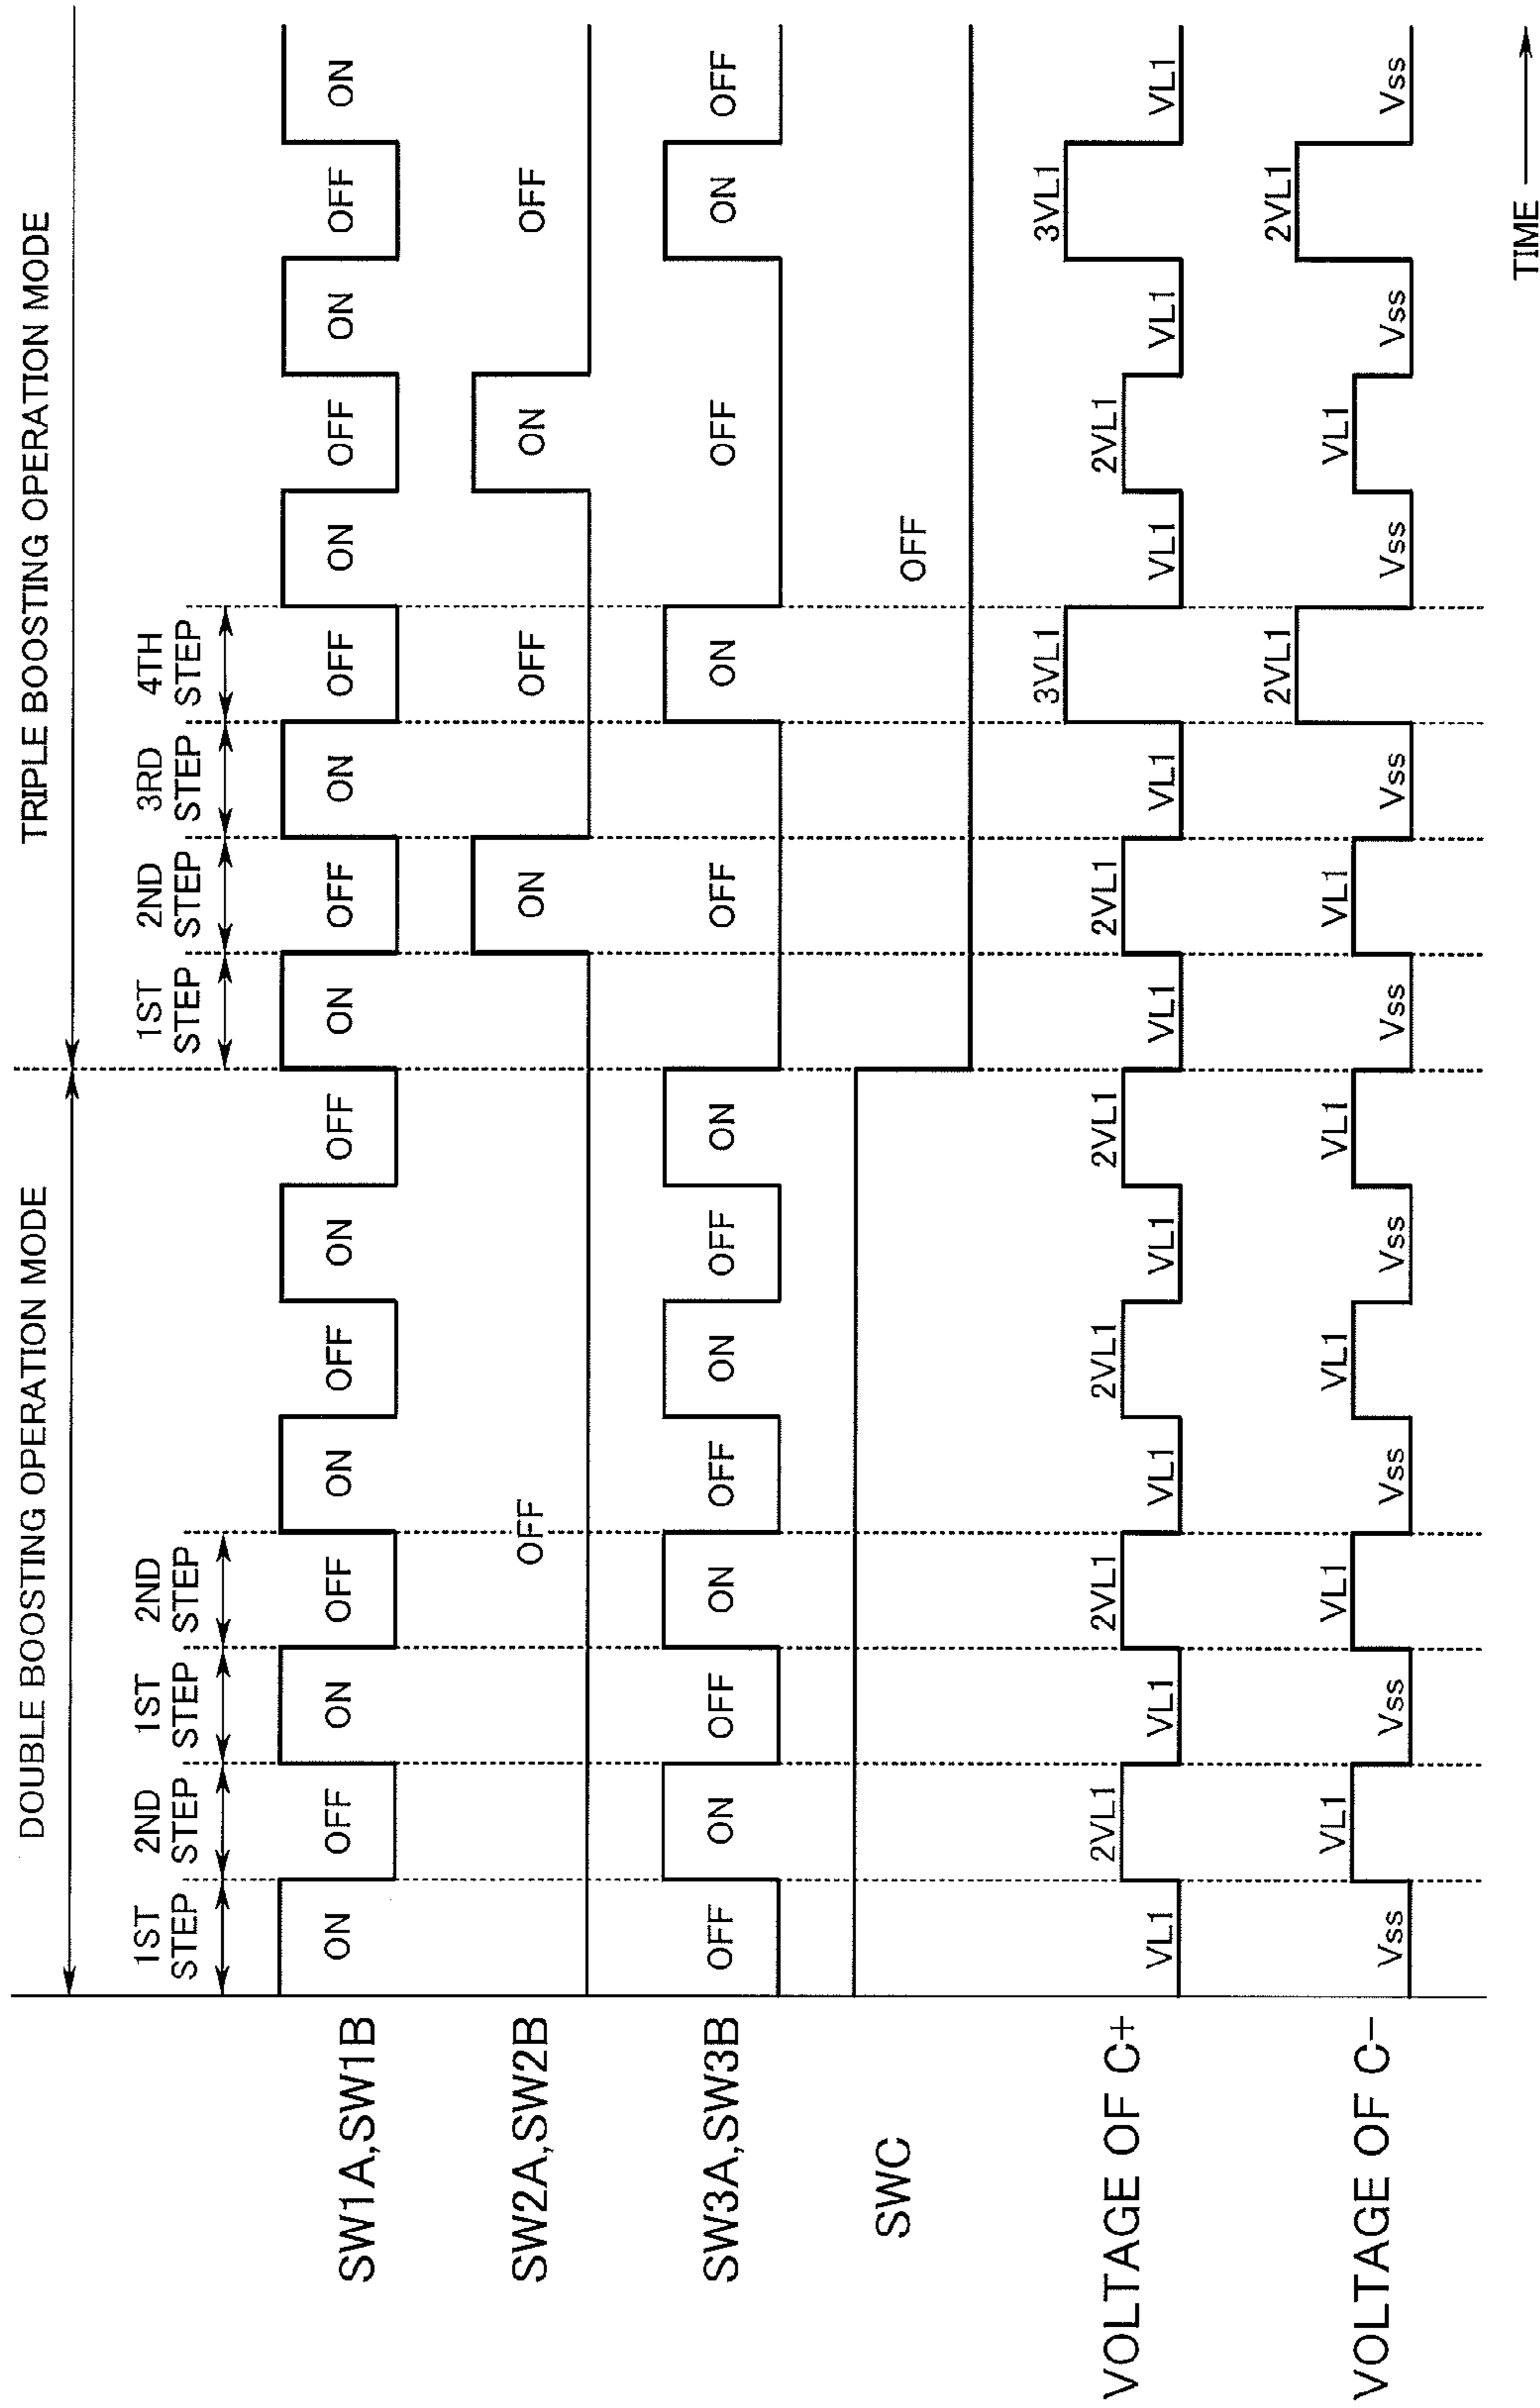 DOUBLE BOOSTING OPERATION MODE TRIPLE BOOSTING OPERATION MODE
1ST 2ND 1ST 2ND 1ST 2ND 3RD 4TH
STEP STEP STEP STEP STEP STEP STEP STEP
SW1A,SW1B ON OFF ON OFF ON OFF ON OFF ON OFF ON OFF ON OFF ON OFF ON
SW2A,SW2B OFF ON OFF ON OFF
SW3A,SW3B OFF ON OFF ON OFF ON OFF ON OFF ON OFF ON OFF
SWC OFF
VOLTAGE OF C+ VL1 2VL1 VL1 2VL1 VL1 2VL1 VL1 2VL1 VL1 2VL1 VL1 3VL1 VL1 2VL1 VL1 3VL1 VL1
VOLTAGE OF C− Vss VL1 Vss VL1 Vss VL1 Vss VL1 Vss VL1 Vss 2VL1 Vss VL1 Vss 2VL1 Vss
TIME